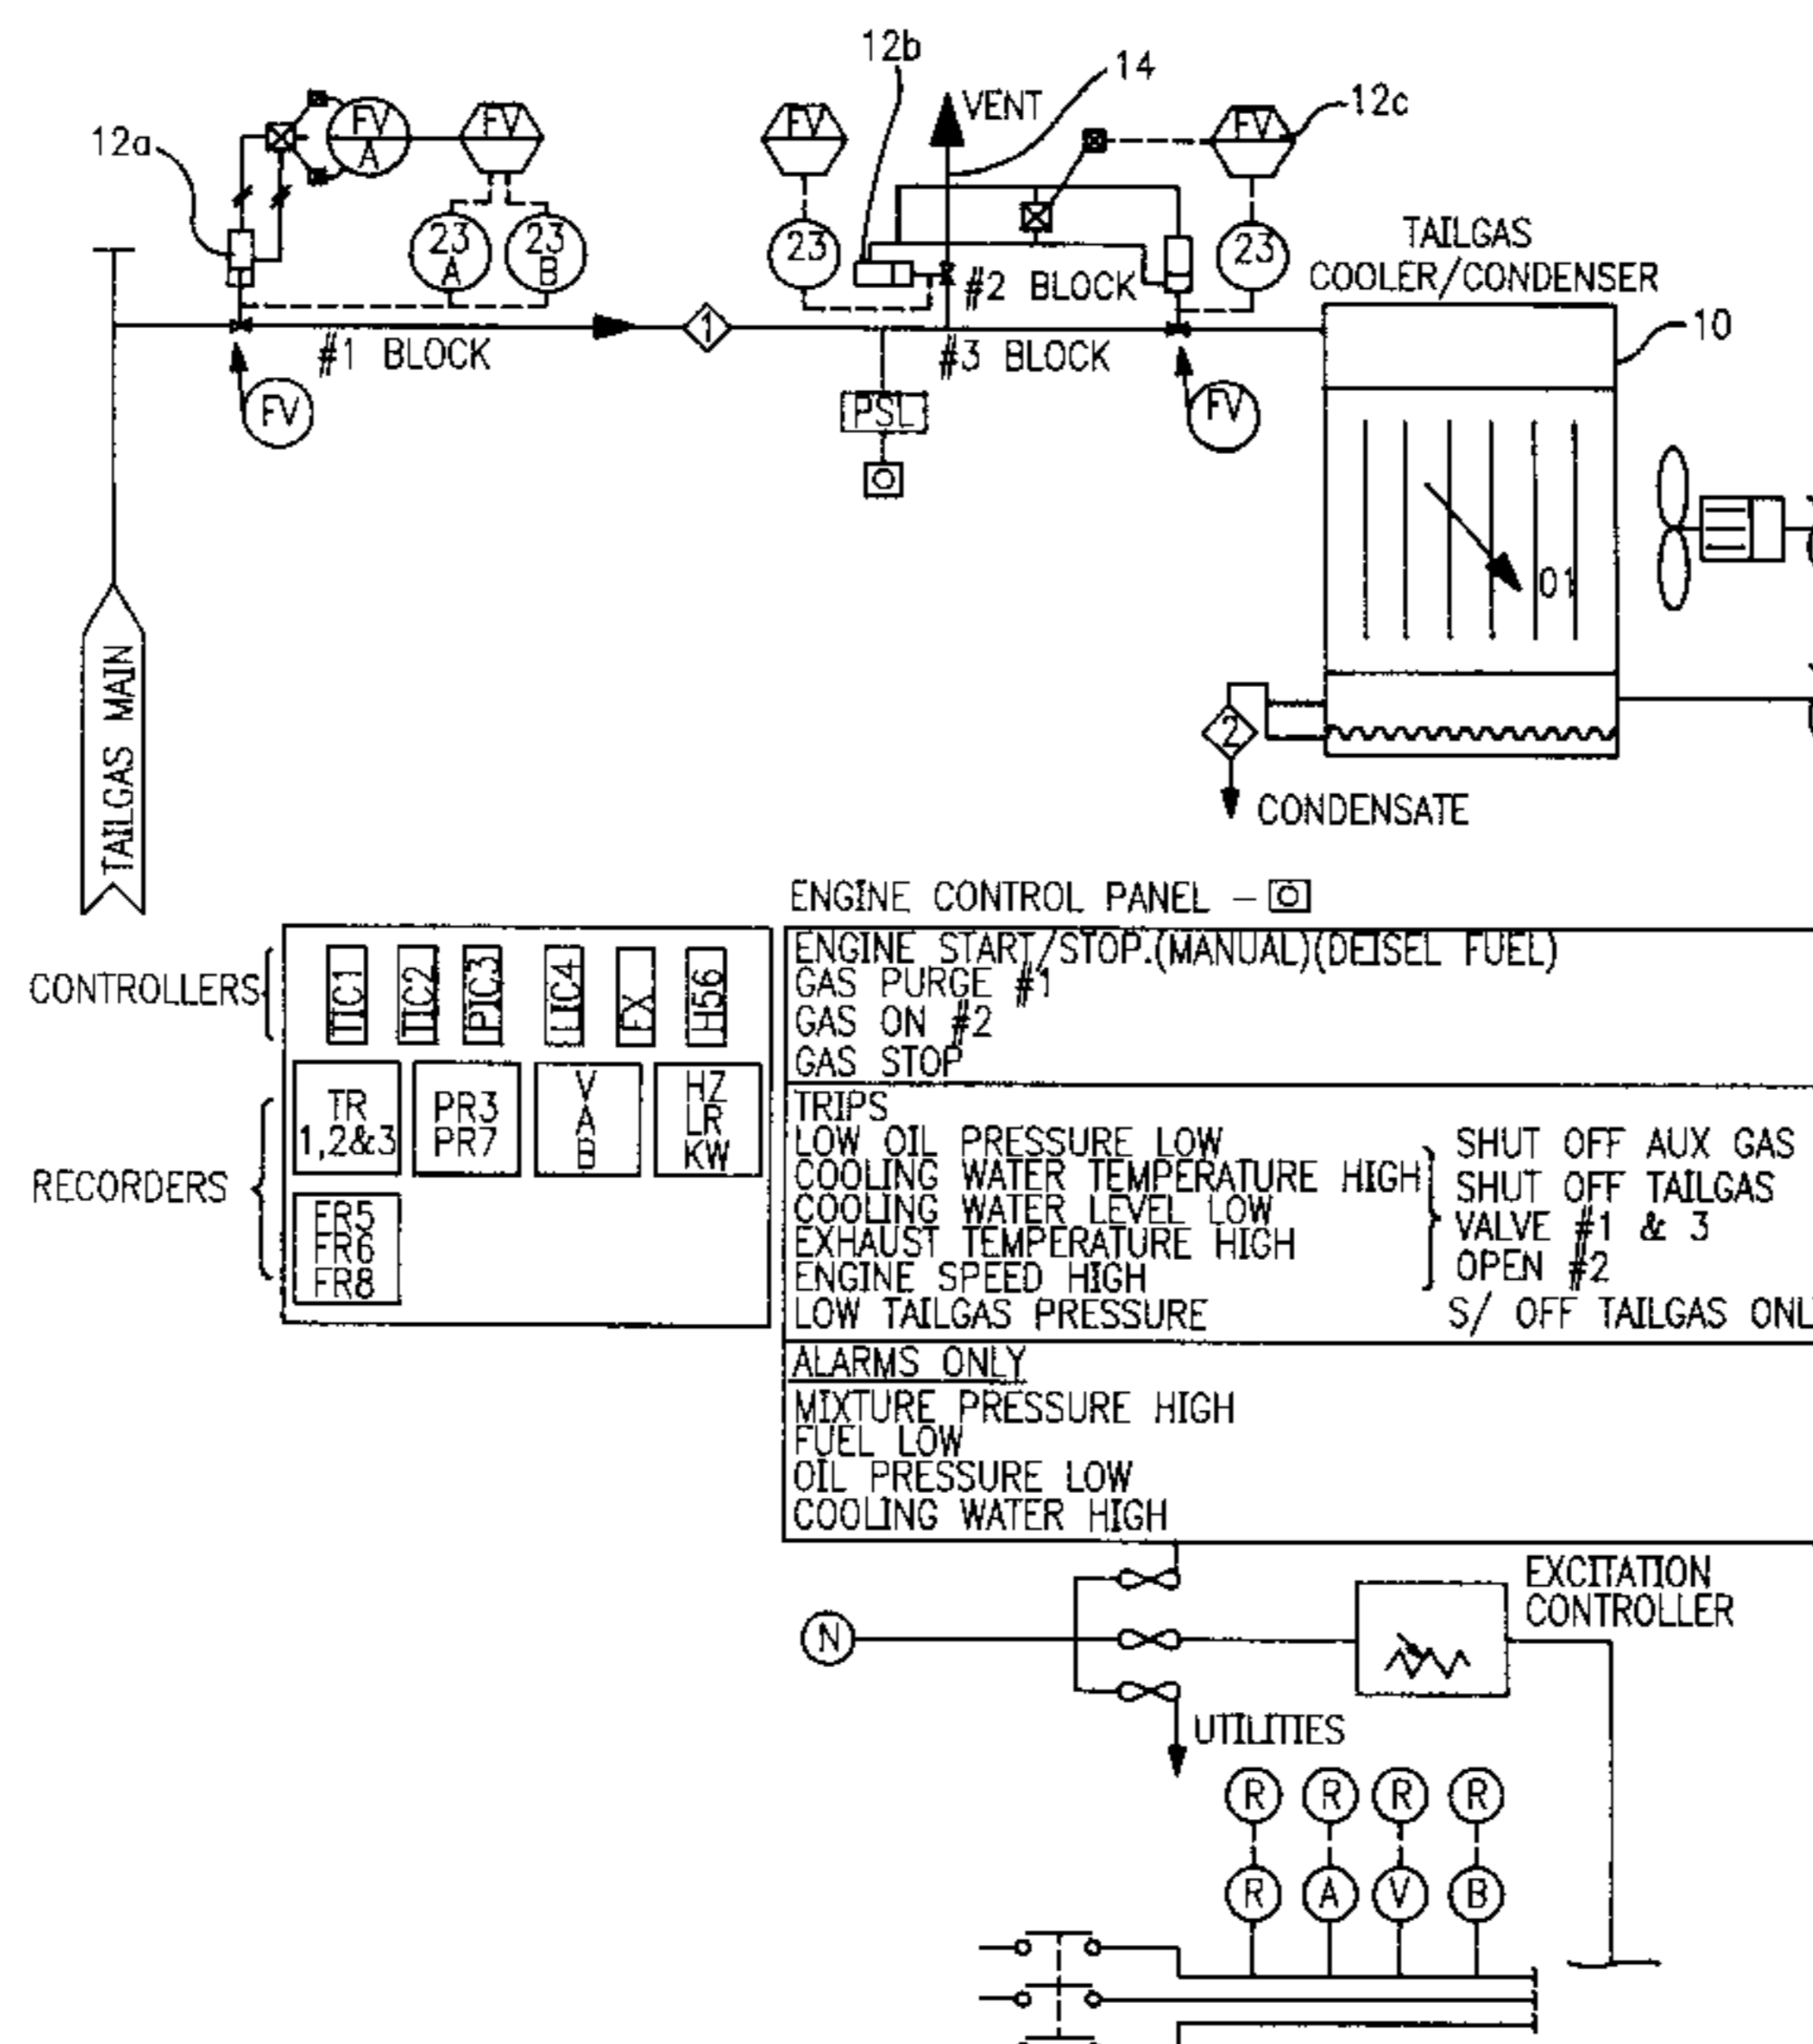 12b
14
VENT
12c
12a
FV
A
FV
FV
FV
23
A
23
B
23
23
TAILGAS
COOLER/CONDENSER
#2 BLOCK
10
#1 BLOCK
1
#3 BLOCK
FV
PSL
FV
01
TAILGAS MAIN
2
CONDENSATE
ENGINE CONTROL PANEL –
CONTROLLERS
TIC1
TIC2
PIC3
LIC4
FX
H56
ENGINE START/STOP.(MANUAL)(DEISEL FUEL)
GAS PURGE #1
GAS ON #2
GAS STOP
RECORDERS
TR
1,2&3
PR3
PR7
V
A
B
HZ
LR
KW
FR5
FR6
FR8
TRIPS
LOW OIL PRESSURE LOW
COOLING WATER TEMPERATURE HIGH
COOLING WATER LEVEL LOW
EXHAUST TEMPERATURE HIGH
ENGINE SPEED HIGH
LOW TAILGAS PRESSURE
SHUT OFF AUX GAS
SHUT OFF TAILGAS
VALVE #1 & 3
OPEN #2
S/ OFF TAILGAS ONL
ALARMS ONLY
MIXTURE PRESSURE HIGH
FUEL LOW
OIL PRESSURE LOW
COOLING WATER HIGH
EXCITATION
CONTROLLER
N
UTILITIES
R R R R
R A V B